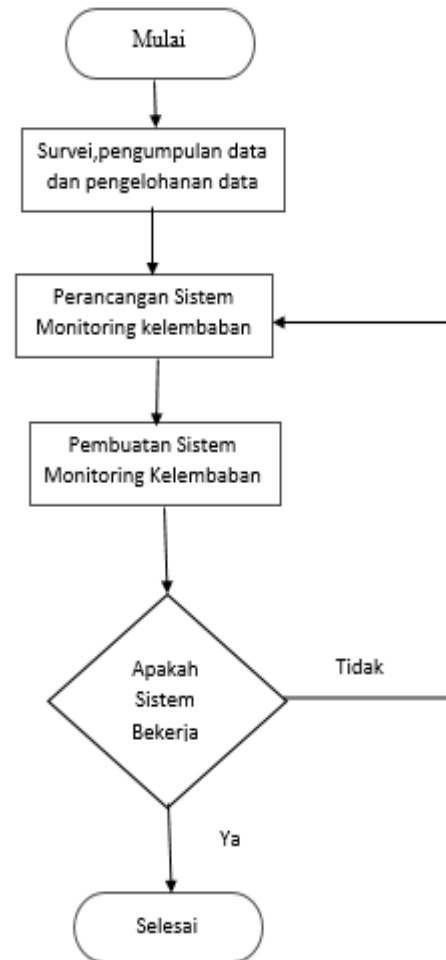 Mulai
Survei,pengumpulan data
dan pengelohanan data
Perancangan Sistem
Monitoring kelembaban
Pembuatan Sistem
Monitoring Kelembaban
Apakah
Sistem
Bekerja
Tidak
Ya
Selesai